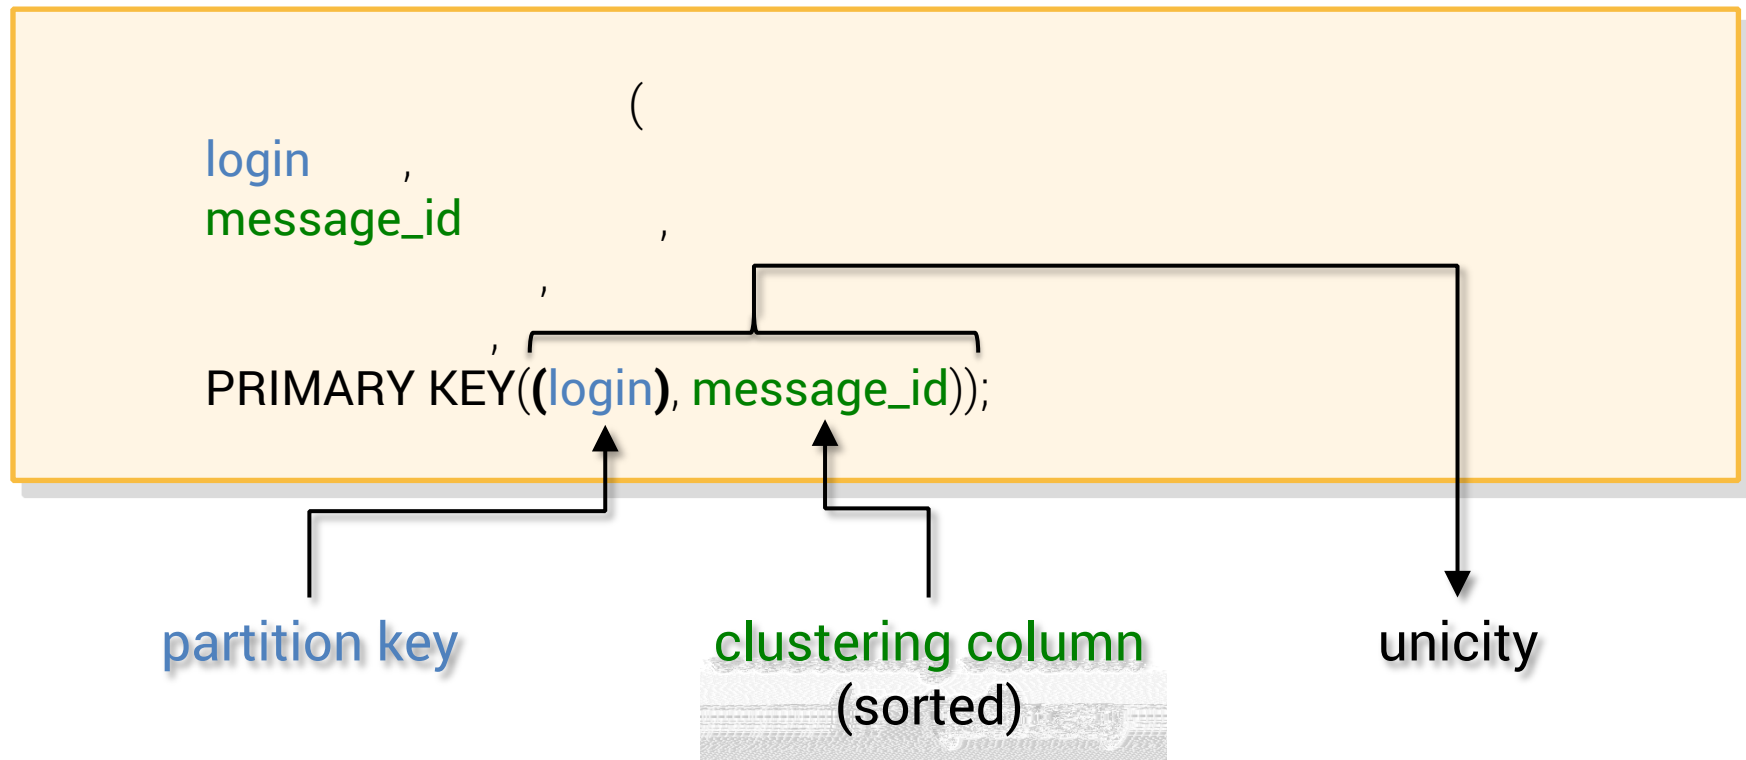 (
login ,
message_id ,
,
,
PRIMARY KEY((login), message_id));
partition key
clustering column
(sorted)
unicity